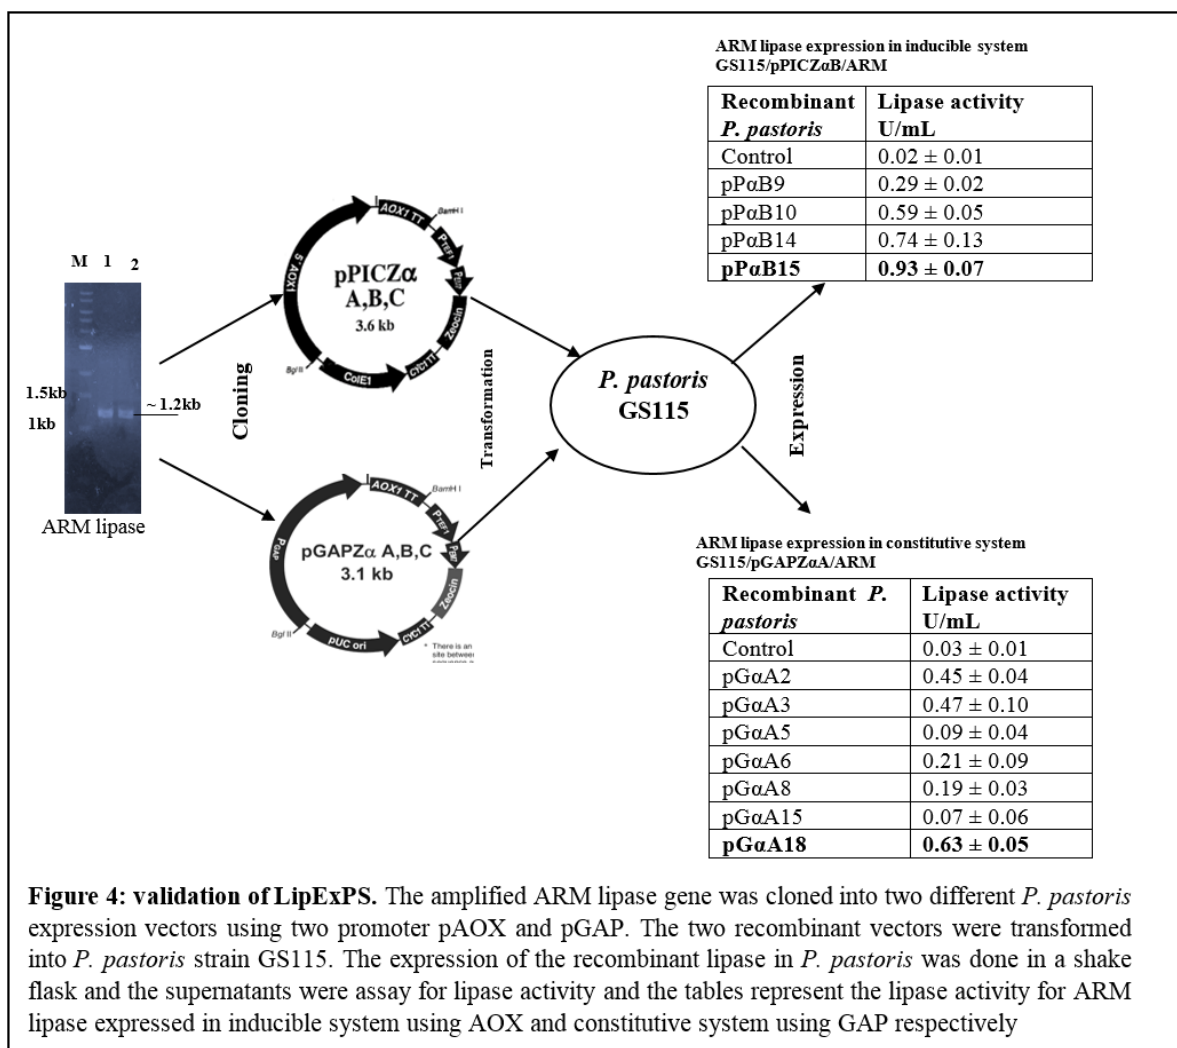 ARM lipase expression in inducible system
GS115/pPICZαB/ARM
Recombinant P. pastoris Lipase activity U/mL
Control 0.02 ± 0.01
pPαB9 0.29 ± 0.02
pPαB10 0.59 ± 0.05
pPαB14 0.74 ± 0.13
pPαB15 0.93 ± 0.07
M 1 2
1.5kb
1kb
~ 1.2kb
ARM lipase
Cloning
AOX1 TT
BamH I
PTEF1
Zeocin
CYC1 TT
ColE1
Bgl II
5' AOX1
pPICZα
A,B,C
3.6 kb
Transformation
AOX1 TT
BamH I
PTEF1
Zeocin
CYC1 TT
pUC ori
Bgl II
PGAP
pGAPZα A,B,C
3.1 kb
* There is an
site between
P. pastoris
GS115
Expression
ARM lipase expression in constitutive system
GS115/pGAPZαA/ARM
Recombinant P. pastoris Lipase activity U/mL
Control 0.03 ± 0.01
pGαA2 0.45 ± 0.04
pGαA3 0.47 ± 0.10
pGαA5 0.09 ± 0.04
pGαA6 0.21 ± 0.09
pGαA8 0.19 ± 0.03
pGαA15 0.07 ± 0.06
pGαA18 0.63 ± 0.05
Figure 4: validation of LipExPS. The amplified ARM lipase gene was cloned into two different P. pastoris
expression vectors using two promoter pAOX and pGAP. The two recombinant vectors were transformed
into P. pastoris strain GS115. The expression of the recombinant lipase in P. pastoris was done in a shake
flask and the supernatants were assay for lipase activity and the tables represent the lipase activity for ARM
lipase expressed in inducible system using AOX and constitutive system using GAP respectively